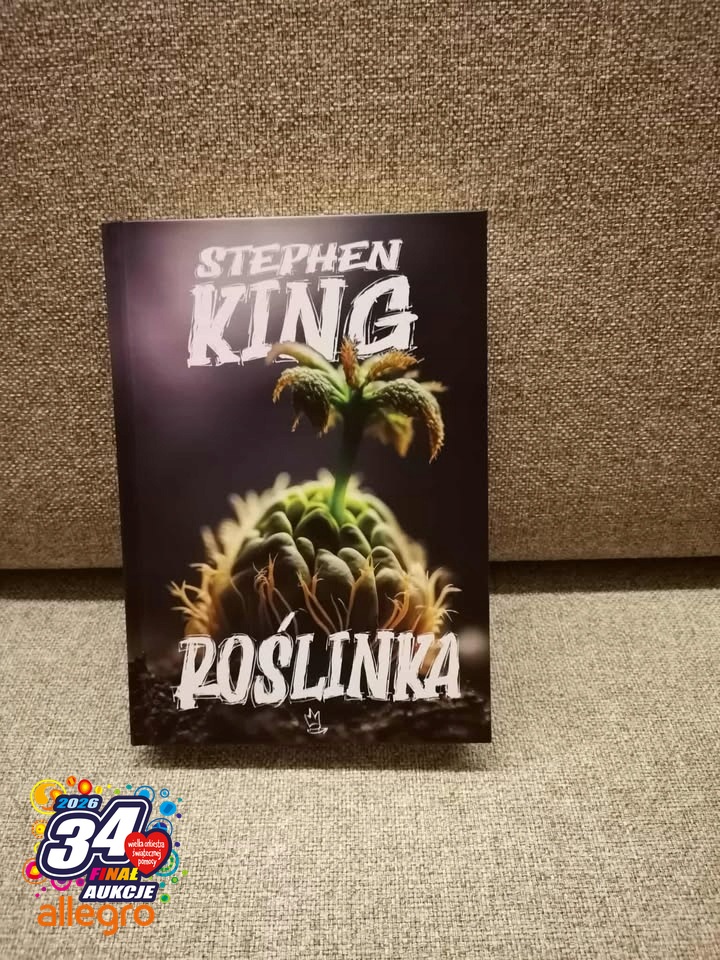 STEPHEN
KING
ROŚLINKA
2026
34
wielka orkiestra
świątecznej
pomocy
FINAŁ
AUKCJE
allegro